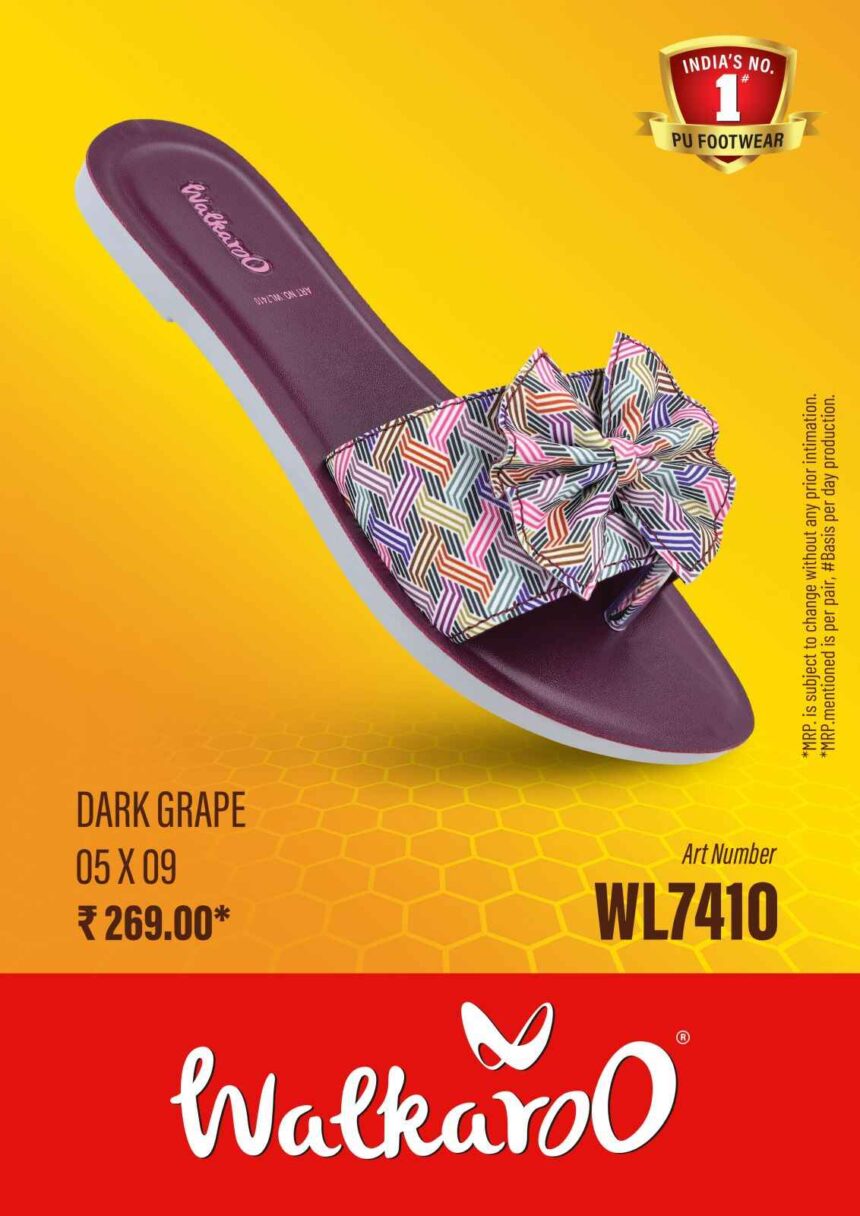 INDIA'S NO.
1#
PU FOOTWEAR
WalkaroO
ART NO. WL7410
*MRP. is subject to change without any prior intimation.
*MRP.mentioned is per pair, #Basis per day production.
DARK GRAPE
05 X 09
₹ 269.00*
Art Number
WL7410
WalkaroO®